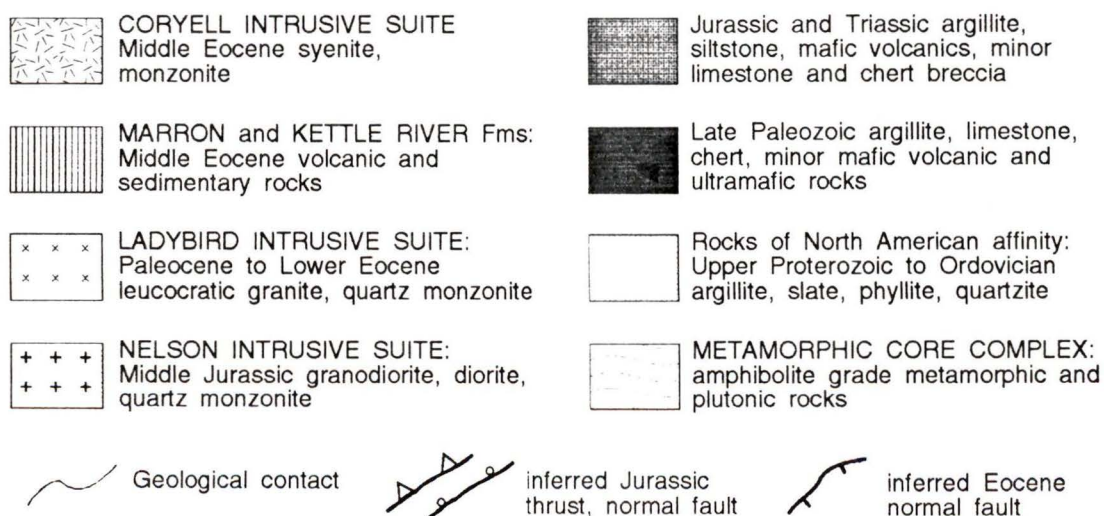 CORYELL INTRUSIVE SUITE
Middle Eocene syenite,
monzonite
MARRON and KETTLE RIVER Fms:
Middle Eocene volcanic and
sedimentary rocks
LADYBIRD INTRUSIVE SUITE:
Paleocene to Lower Eocene
leucocratic granite, quartz monzonite
NELSON INTRUSIVE SUITE:
Middle Jurassic granodiorite, diorite,
quartz monzonite
Jurassic and Triassic argillite,
siltstone, mafic volcanics, minor
limestone and chert breccia
Late Paleozoic argillite, limestone,
chert, minor mafic volcanic and
ultramafic rocks
Rocks of North American affinity:
Upper Proterozoic to Ordovician
argillite, slate, phyllite, quartzite
METAMORPHIC CORE COMPLEX:
amphibolite grade metamorphic and
plutonic rocks
Geological contact
inferred Jurassic
thrust, normal fault
inferred Eocene
normal fault